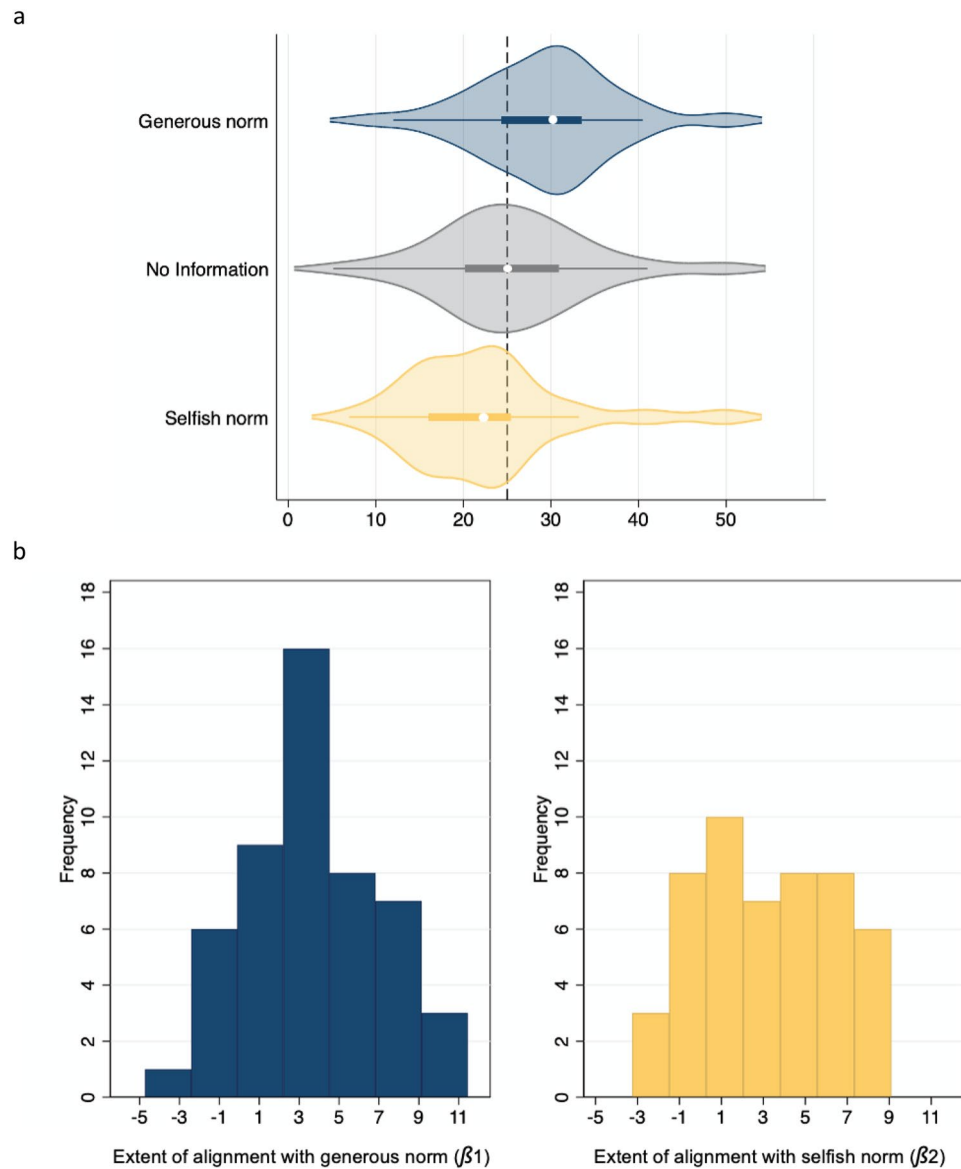 a
Generous norm
No Information
Selfish norm
0 10 20 30 40 50
b
Frequency
0 2 4 6 8 10 12 14 16 18
-5 -3 -1 1 3 5 7 9 11
Extent of alignment with generous norm (β1)
Frequency
0 2 4 6 8 10 12 14 16 18
-5 -3 -1 1 3 5 7 9 11
Extent of alignment with selfish norm (β2)